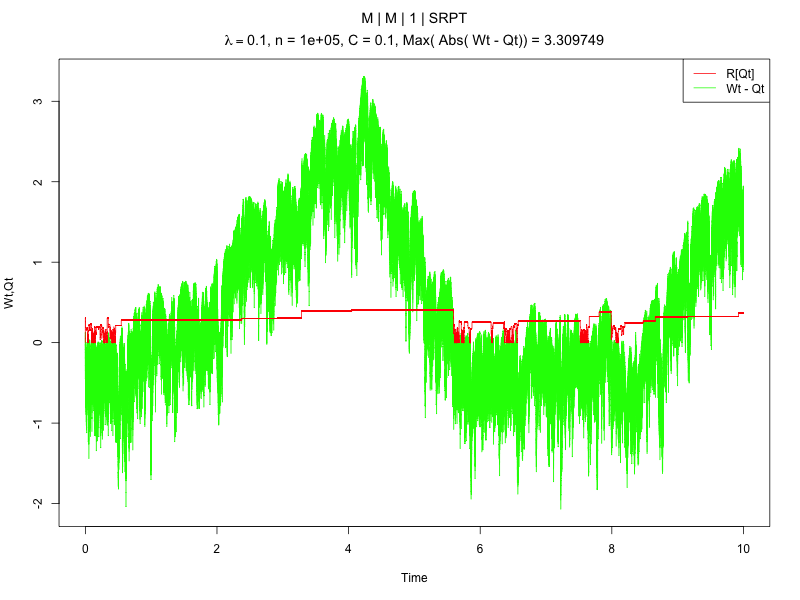 M | M | 1 | SRPT
λ = 0.1, n = 1e+05, C = 0.1, Max( Abs( Wt - Qt)) = 3.309749
R[Qt]
Wt - Qt
3
2
1
0
-1
-2
Wt,Qt
0 2 4 6 8 10
Time